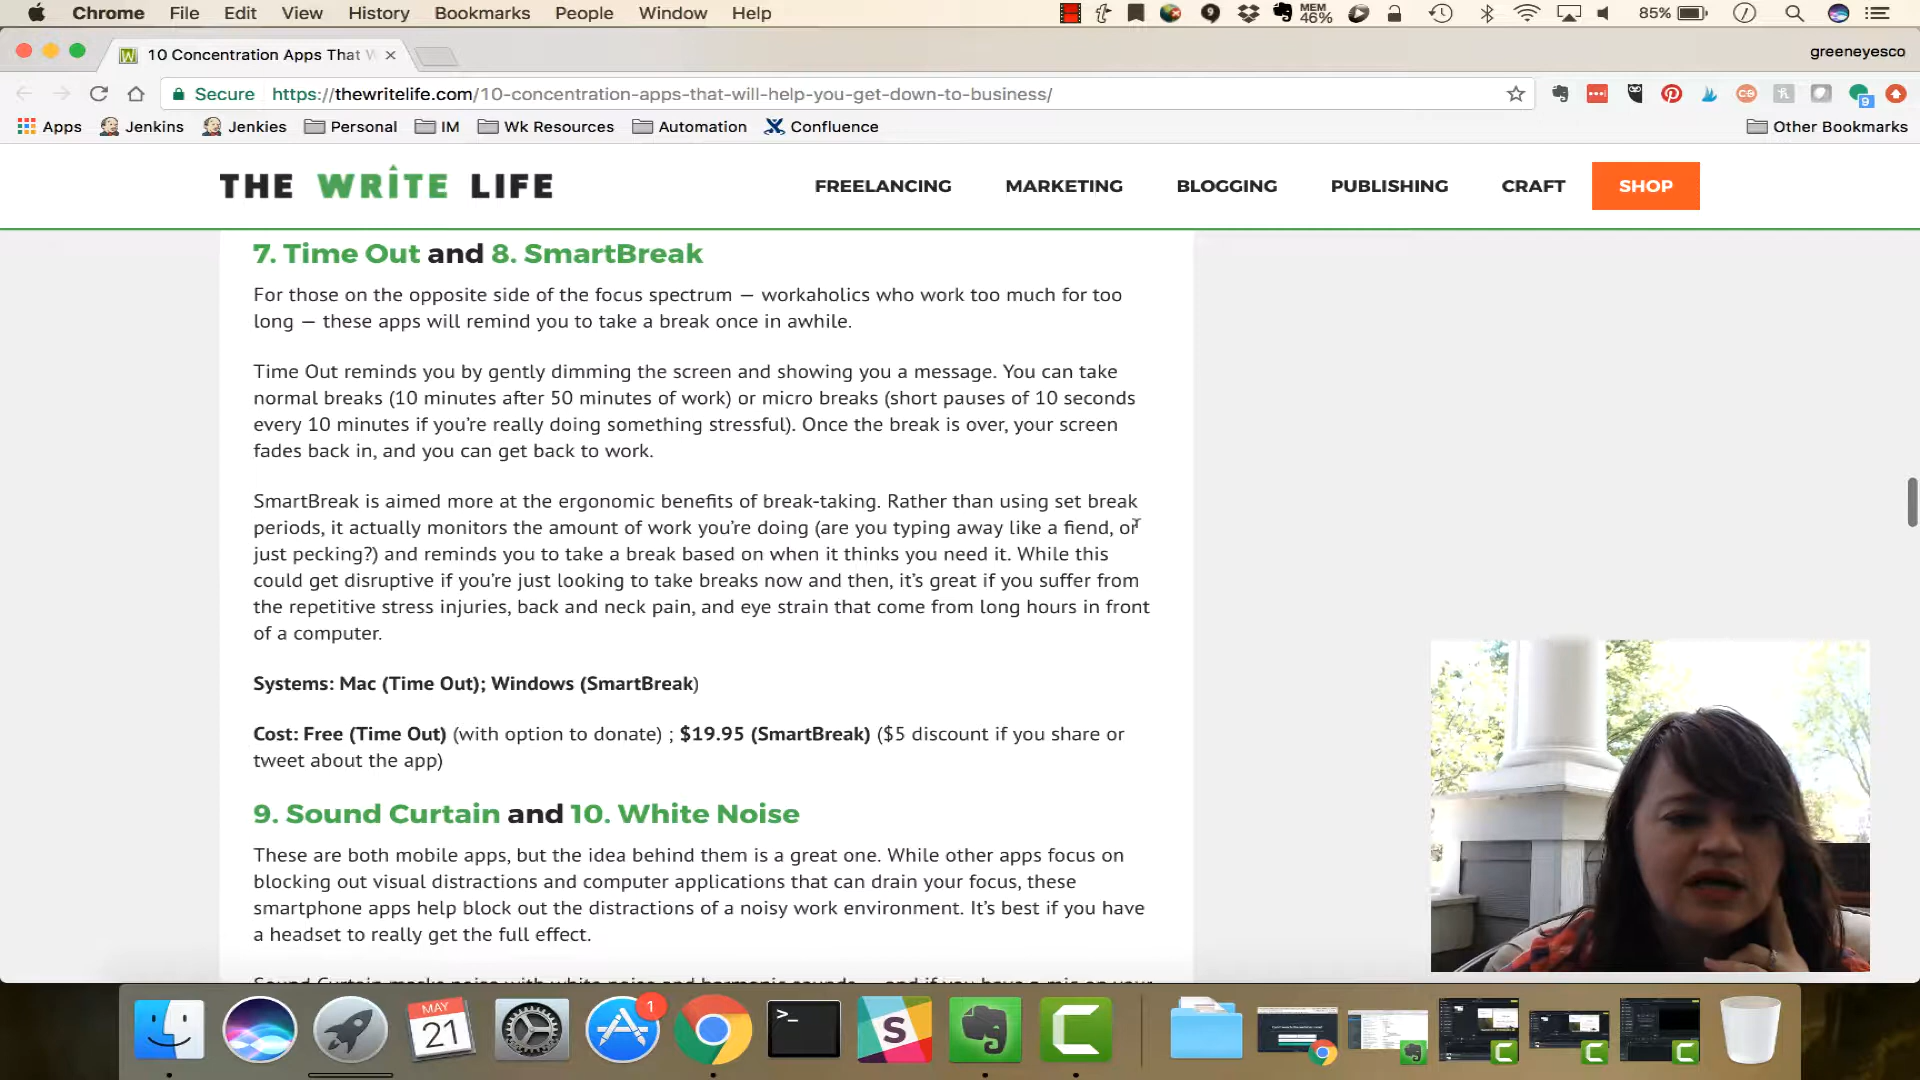 Chrome File Edit View History Bookmarks People Window Help MEM 46% 85%
10 Concentration Apps That W greeneyesco
Secure https://thewritelife.com/10-concentration-apps-that-will-help-you-get-down-to-business/
Apps Jenkins Jenkies Personal IM Wk Resources Automation Confluence Other Bookmarks
THE WRITE LIFE FREELANCING MARKETING BLOGGING PUBLISHING CRAFT SHOP
7. Time Out and 8. SmartBreak
For those on the opposite side of the focus spectrum — workaholics who work too much for too
long — these apps will remind you to take a break once in awhile.
Time Out reminds you by gently dimming the screen and showing you a message. You can take
normal breaks (10 minutes after 50 minutes of work) or micro breaks (short pauses of 10 seconds
every 10 minutes if you’re really doing something stressful). Once the break is over, your screen
fades back in, and you can get back to work.
SmartBreak is aimed more at the ergonomic benefits of break-taking. Rather than using set break
periods, it actually monitors the amount of work you’re doing (are you typing away like a fiend, or
just pecking?) and reminds you to take a break based on when it thinks you need it. While this
could get disruptive if you’re just looking to take breaks now and then, it’s great if you suffer from
the repetitive stress injuries, back and neck pain, and eye strain that come from long hours in front
of a computer.
Systems: Mac (Time Out); Windows (SmartBreak)
Cost: Free (Time Out) (with option to donate) ; $19.95 (SmartBreak) ($5 discount if you share or
tweet about the app)
9. Sound Curtain and 10. White Noise
These are both mobile apps, but the idea behind them is a great one. While other apps focus on
blocking out visual distractions and computer applications that can drain your focus, these
smartphone apps help block out the distractions of a noisy work environment. It’s best if you have
a headset to really get the full effect.
MAY
21
1